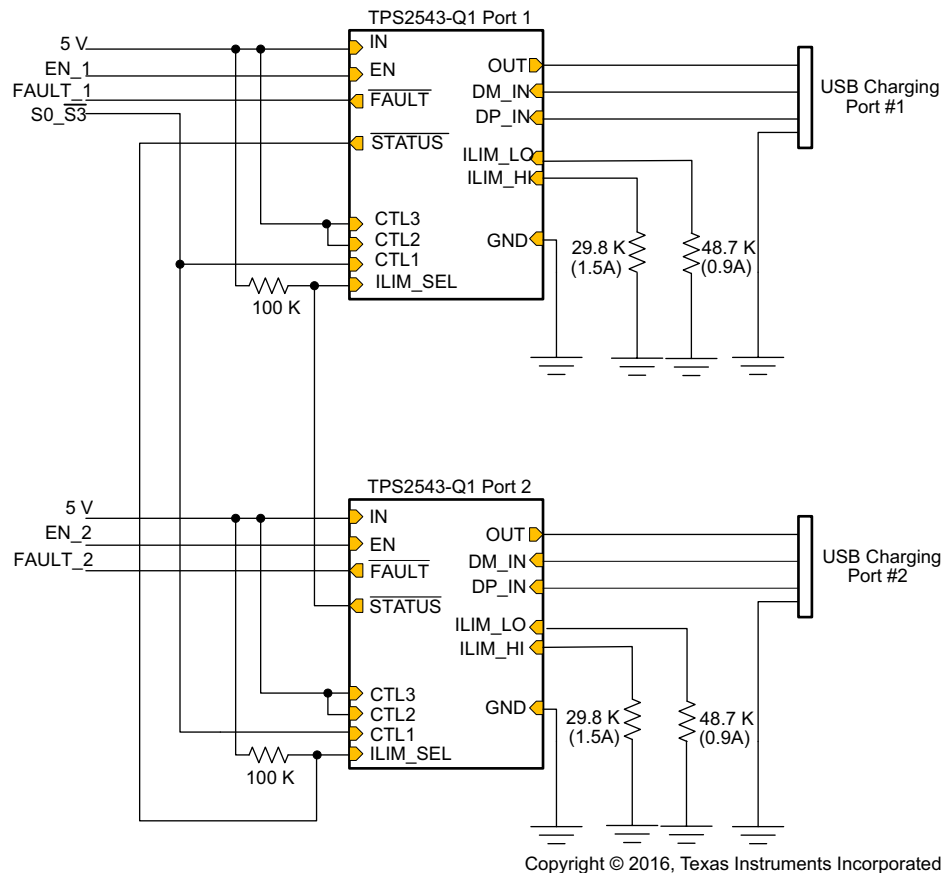 TPS2543-Q1 Port 1
5 V
EN_1
FAULT_1
S0_S3
IN
EN
FAULT
STATUS
CTL3
CTL2
CTL1
ILIM_SEL
100 K
OUT
DM_IN
DP_IN
ILIM_LO
ILIM_HI
GND
29.8 K
(1.5A)
48.7 K
(0.9A)
USB Charging
Port #1
TPS2543-Q1 Port 2
5 V
EN_2
FAULT_2
IN
EN
FAULT
STATUS
CTL3
CTL2
CTL1
ILIM_SEL
100 K
OUT
DM_IN
DP_IN
ILIM_LO
ILIM_HI
GND
29.8 K
(1.5A)
48.7 K
(0.9A)
USB Charging
Port #2
Copyright © 2016, Texas Instruments Incorporated